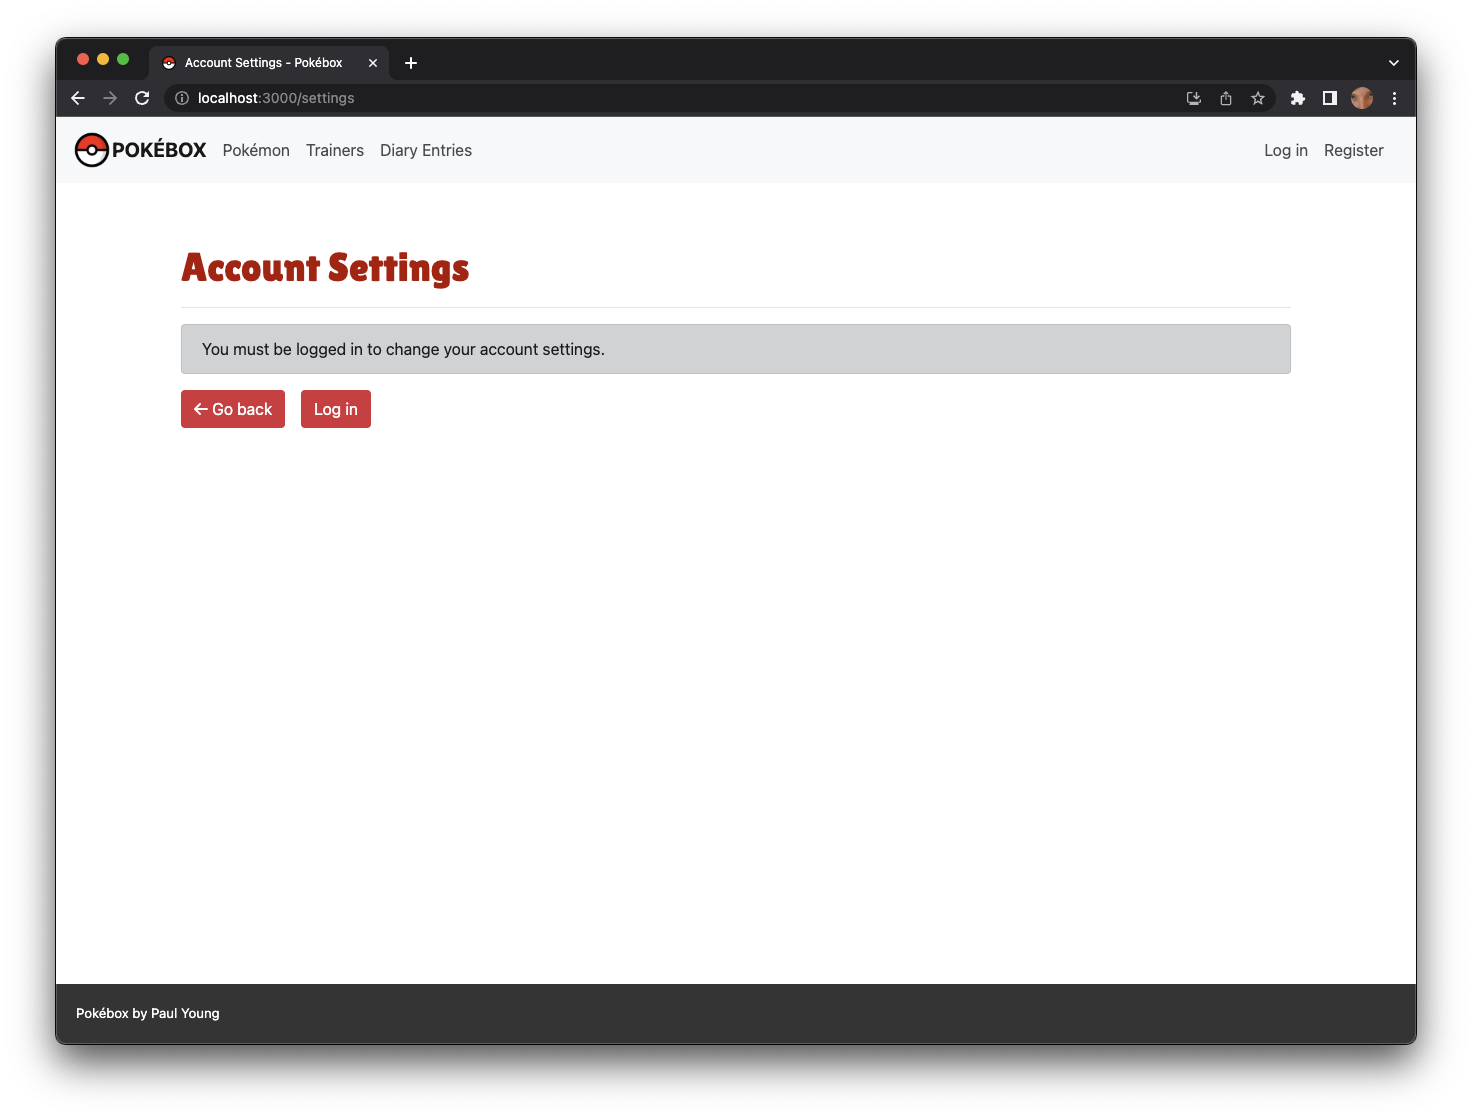 Account Settings - Pokébox
localhost:3000/settings
POKÉBOX Pokémon Trainers Diary Entries Log in Register
Account Settings
You must be logged in to change your account settings.
Go back Log in
Pokébox by Paul Young